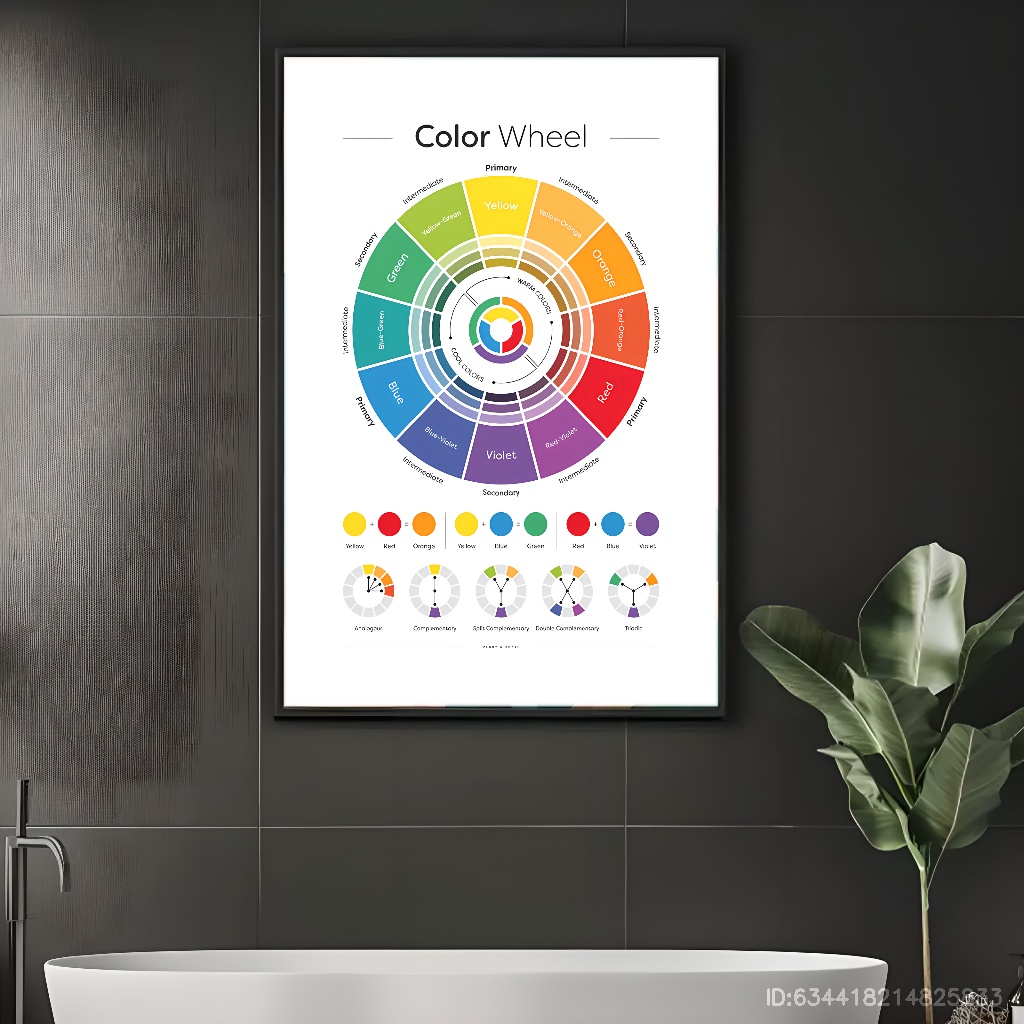 Color Wheel
Primary
Intermediate
Intermediate
Yellow
Yellow-Green
Yellow-Orange
Secondary
Secondary
Green
Orange
WARM COLORS
Intermediate
Blue-Green
Red-Orange
Intermediate
COOL COLORS
Blue
Red
Primary
Primary
Blue-Violet
Red-Violet
Violet
Intermediate
Intermediate
Secondary
+ = + = + =
Yellow Red Orange Yellow Blue Green Red Blue Violet
Analogous Complementary Split Complementary Double Complementary Triadic
ID:634418214825933